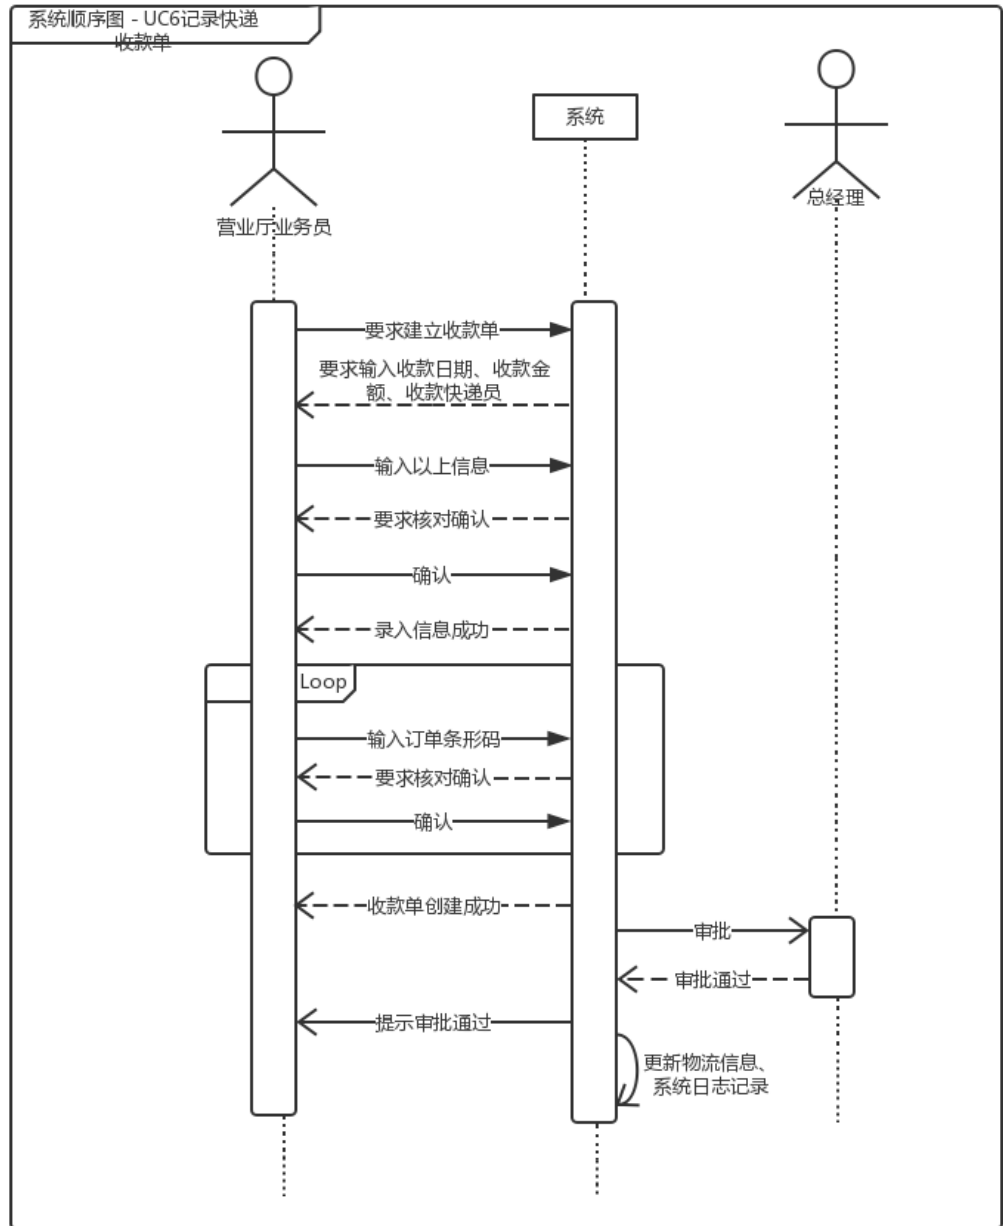 系统顺序图 - UC6记录快递
收款单
系统
总经理
营业厅业务员
要求建立收款单
要求输入收款日期、收款金
额、收款快递员
输入以上信息
要求核对确认
确认
录入信息成功
Loop
输入订单条形码
要求核对确认
确认
收款单创建成功
审批
审批通过
提示审批通过
更新物流信息、
系统日志记录